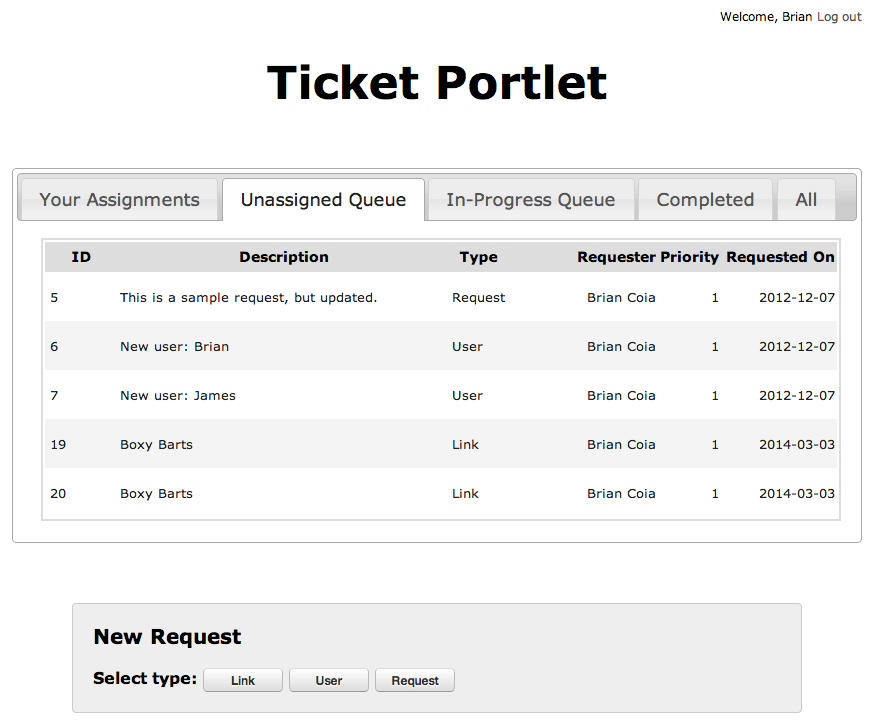 Welcome, Brian Log out
Ticket Portlet
Your Assignments Unassigned Queue In-Progress Queue Completed All
ID Description Type Requester Priority Requested On
5 This is a sample request, but updated. Request Brian Coia 1 2012-12-07
6 New user: Brian User Brian Coia 1 2012-12-07
7 New user: James User Brian Coia 1 2012-12-07
19 Boxy Barts Link Brian Coia 1 2014-03-03
20 Boxy Barts Link Brian Coia 1 2014-03-03
New Request
Select type: Link User Request